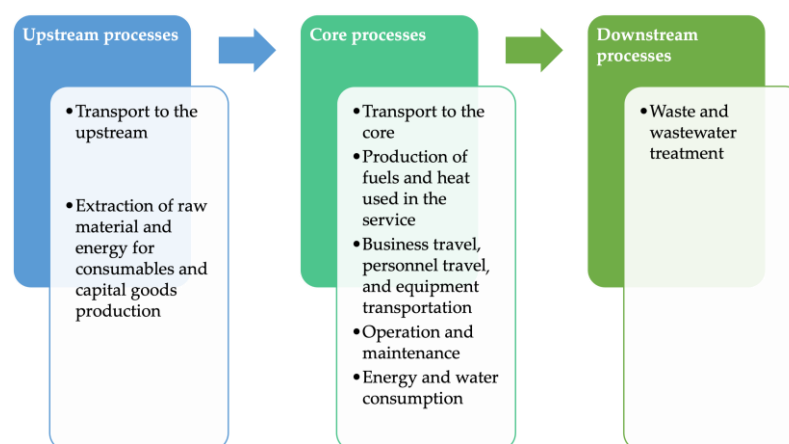 Upstream processes
•Transport to the
upstream
•Extraction of raw
material and
energy for
consumables and
capital goods
production
Core processes
•Transport to the
core
•Production of
fuels and heat
used in the
service
•Business travel,
personnel travel,
and equipment
transportation
•Operation and
maintenance
•Energy and water
consumption
Downstream
processes
•Waste and
wastewater
treatment